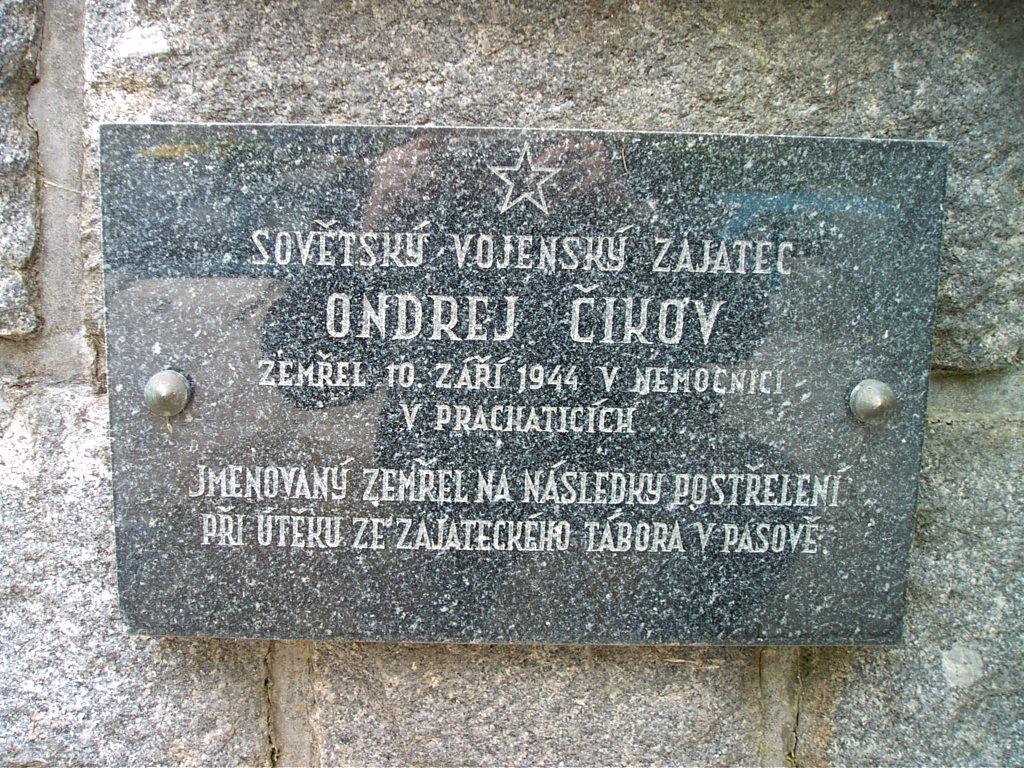 SOVĚTSKÝ VOJENSKÝ ZAJATEC
ONDREJ ČIKOV
ZEMŘEL 10. ZÁŘÍ 1944 V NEMOCNICI
V PRACHATICÍCH
JMENOVANÝ ZEMŘEL NA NÁSLEDKY POSTŘELENÍ
PŘI ÚTĚKU ZE ZAJATECKÉHO TÁBORA V PASOVĚ.